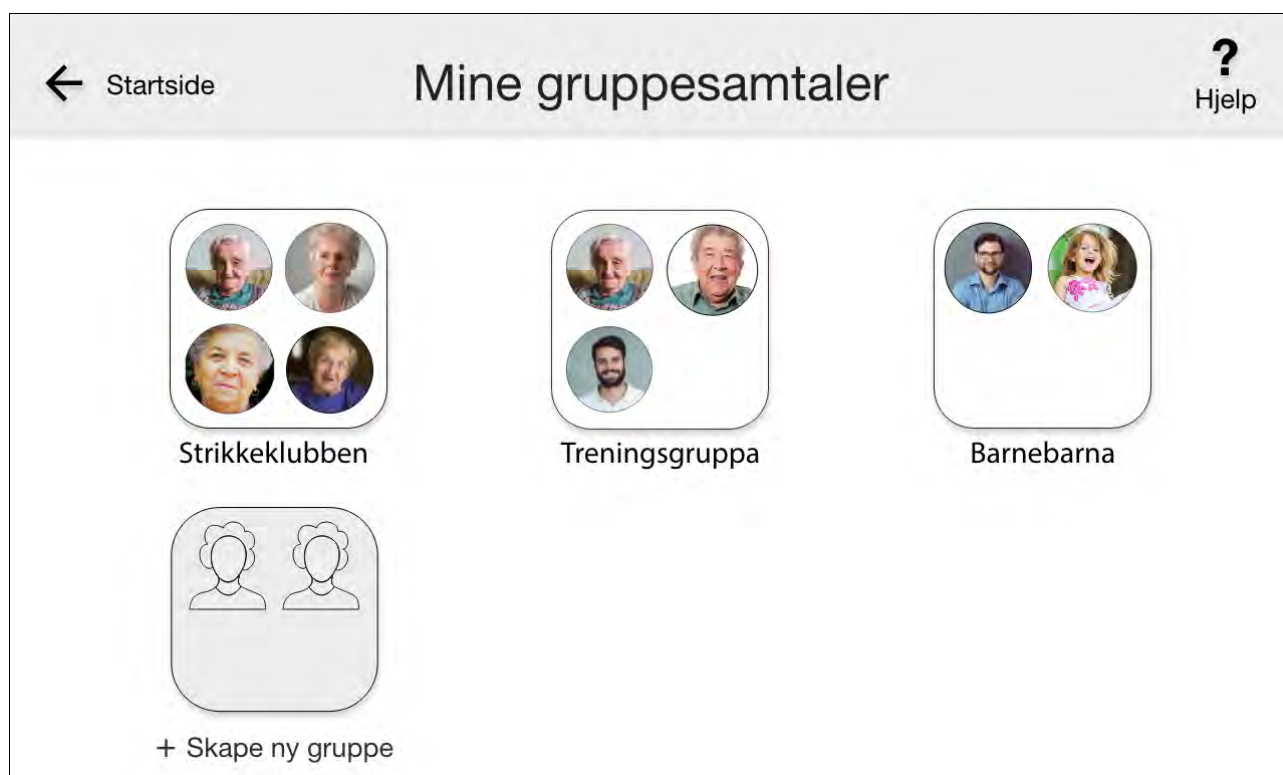 ← Startside
Mine gruppesamtaler
?
Hjelp
Strikkeklubben
Treningsgruppa
Barnebarna
+ Skape ny gruppe